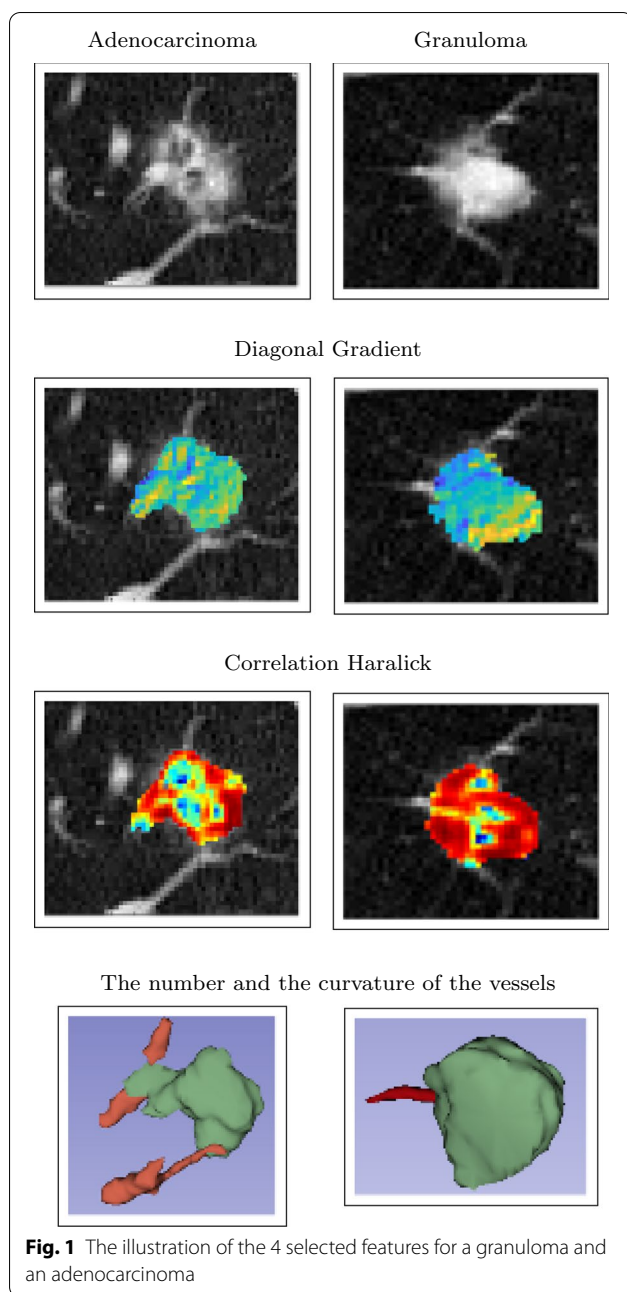 Adenocarcinoma Granuloma
Diagonal Gradient
Correlation Haralick
The number and the curvature of the vessels
Fig. 1 The illustration of the 4 selected features for a granuloma and
an adenocarcinoma